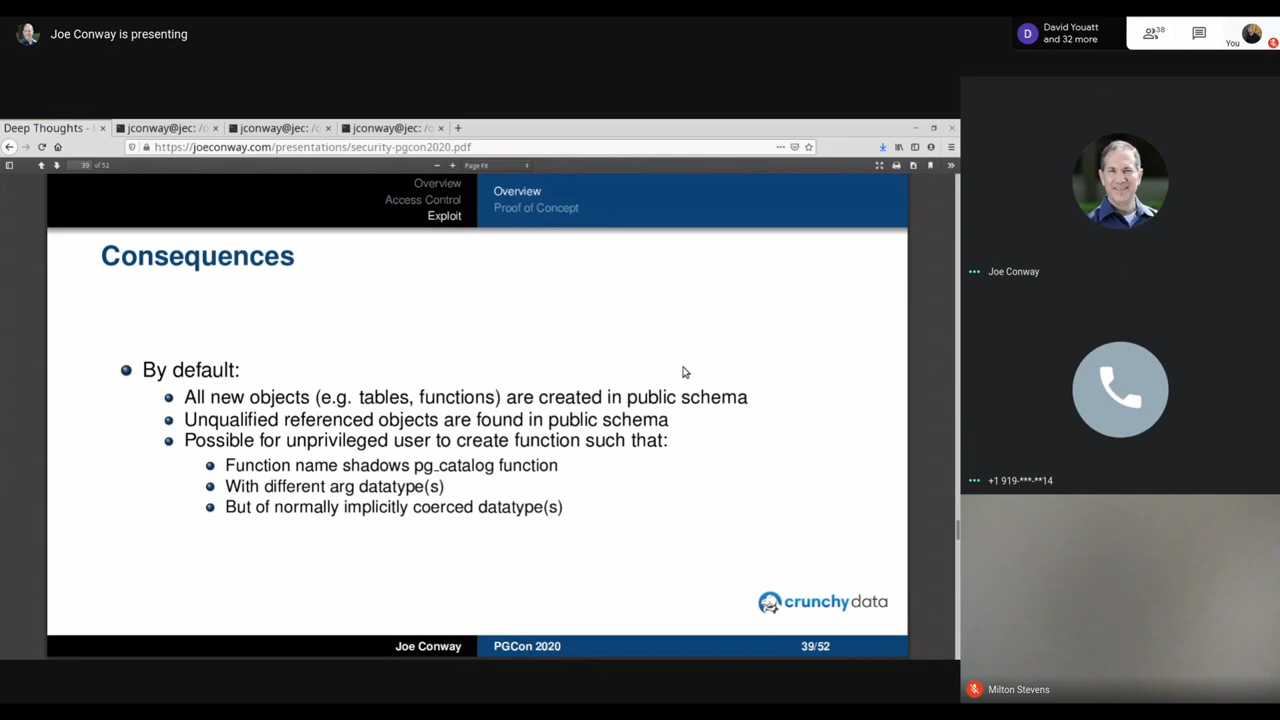 Joe Conway is presenting
David Youatt
and 32 more
38
You
Deep Thoughts -
jconway@jec: /o
jconway@jec: /o
jconway@jec: /o
https://joeconway.com/presentations/security-pgcon2020.pdf
39 of 52
Page Fit
Overview
Access Control
Exploit
Overview
Proof of Concept
Consequences
By default:
All new objects (e.g. tables, functions) are created in public schema
Unqualified referenced objects are found in public schema
Possible for unprivileged user to create function such that:
Function name shadows pg_catalog function
With different arg datatype(s)
But of normally implicitly coerced datatype(s)
crunchydata
Joe Conway
PGCon 2020
39/52
D
Joe Conway
+1 919-***-**14
Milton Stevens